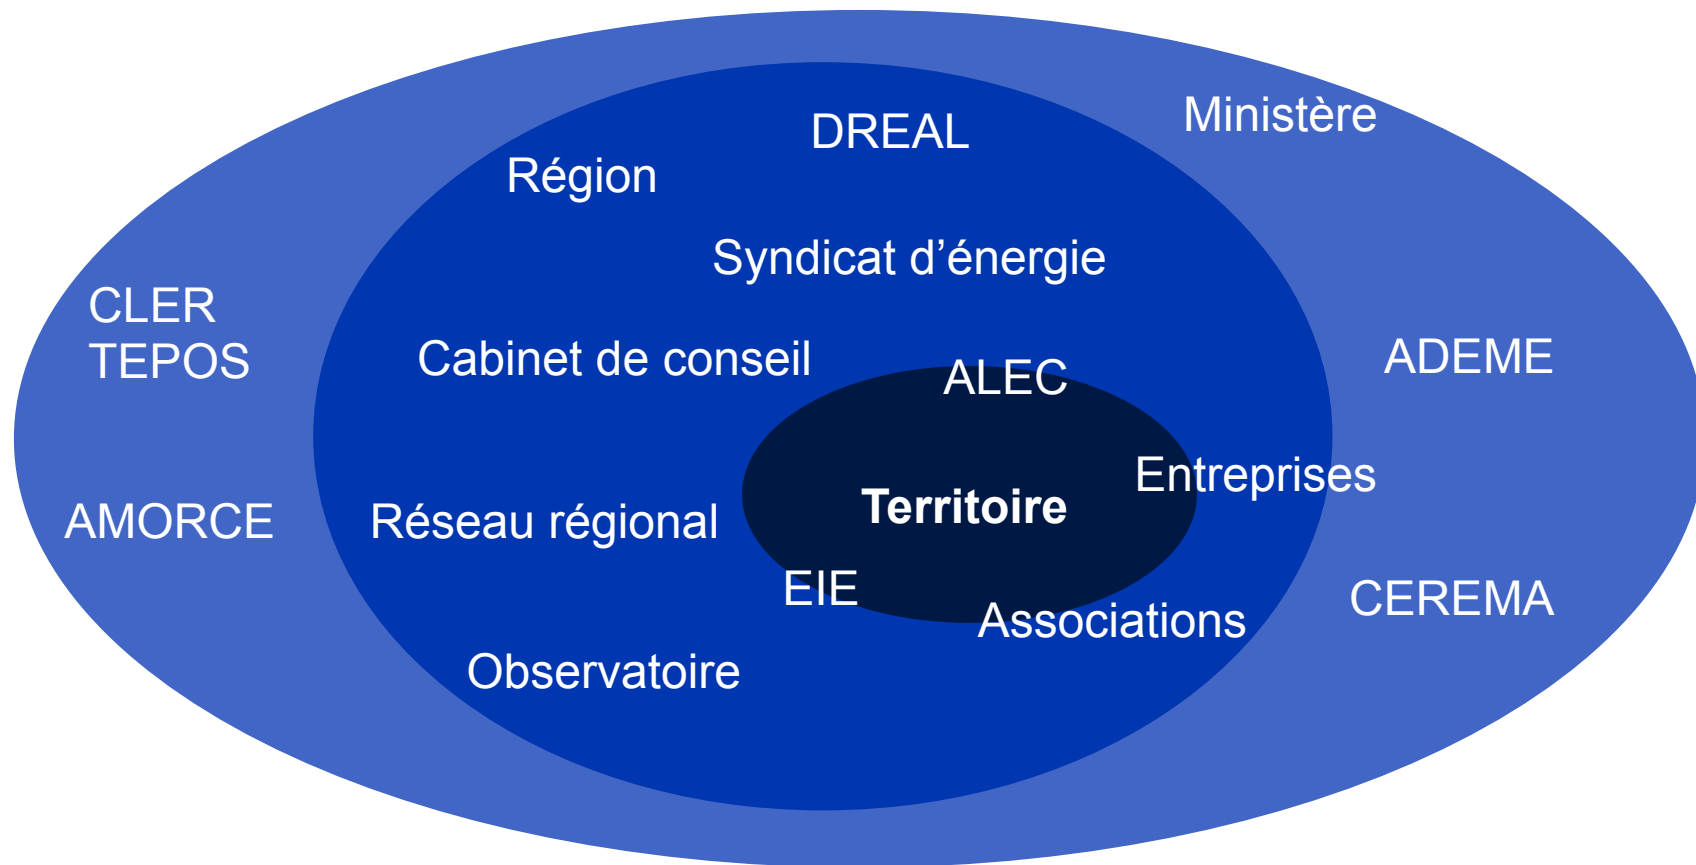 Ministère
DREAL
Région
Syndicat d’énergie
CLER
TEPOS
Cabinet de conseil
ADEME
ALEC
Entreprises
Territoire
AMORCE
Réseau régional
EIE
CEREMA
Associations
Observatoire